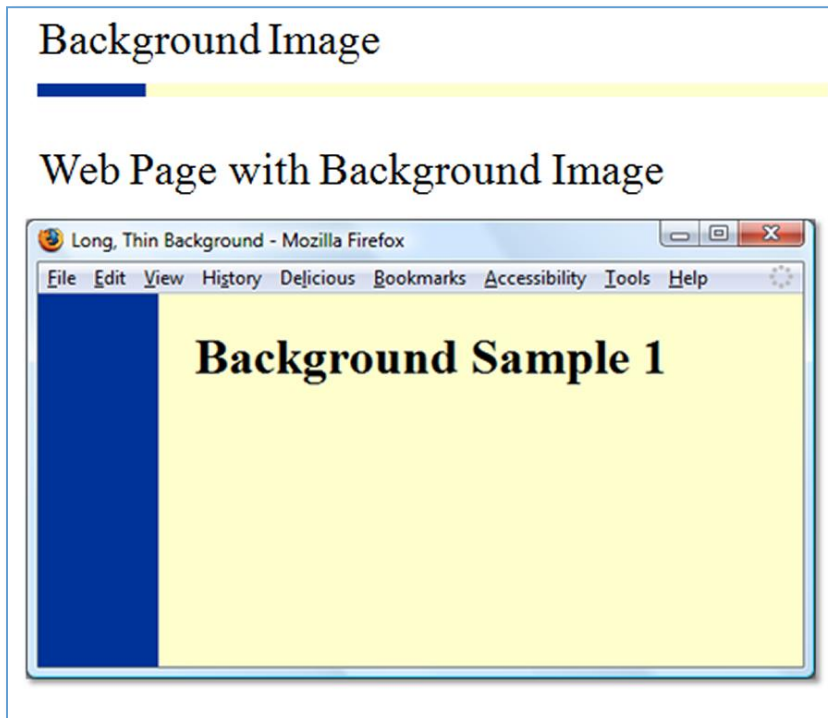 Background Image
Web Page with Background Image
Long, Thin Background - Mozilla Firefox
File Edit View History Delicious Bookmarks Accessibility Tools Help
Background Sample 1